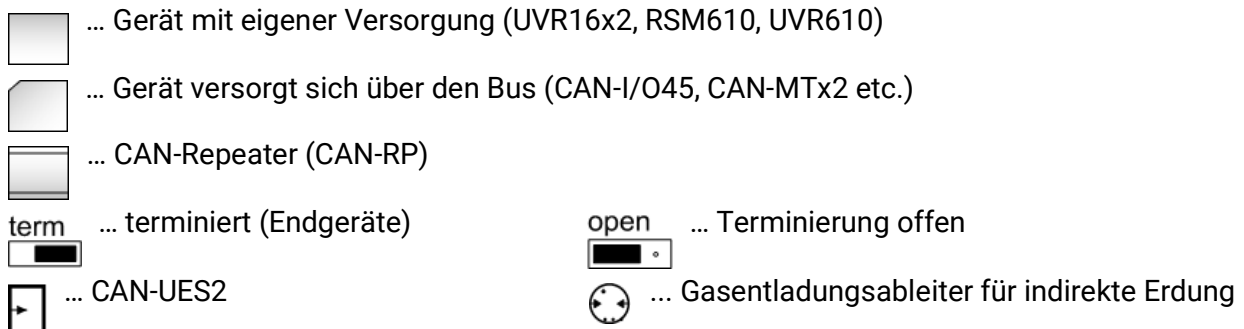 … Gerät mit eigener Versorgung (UVR16x2, RSM610, UVR610)
… Gerät versorgt sich über den Bus (CAN-I/O45, CAN-MTx2 etc.)
… CAN-Repeater (CAN-RP)
term … terminiert (Endgeräte) open … Terminierung offen
… CAN-UES2 ... Gasentladungsableiter für indirekte Erdung